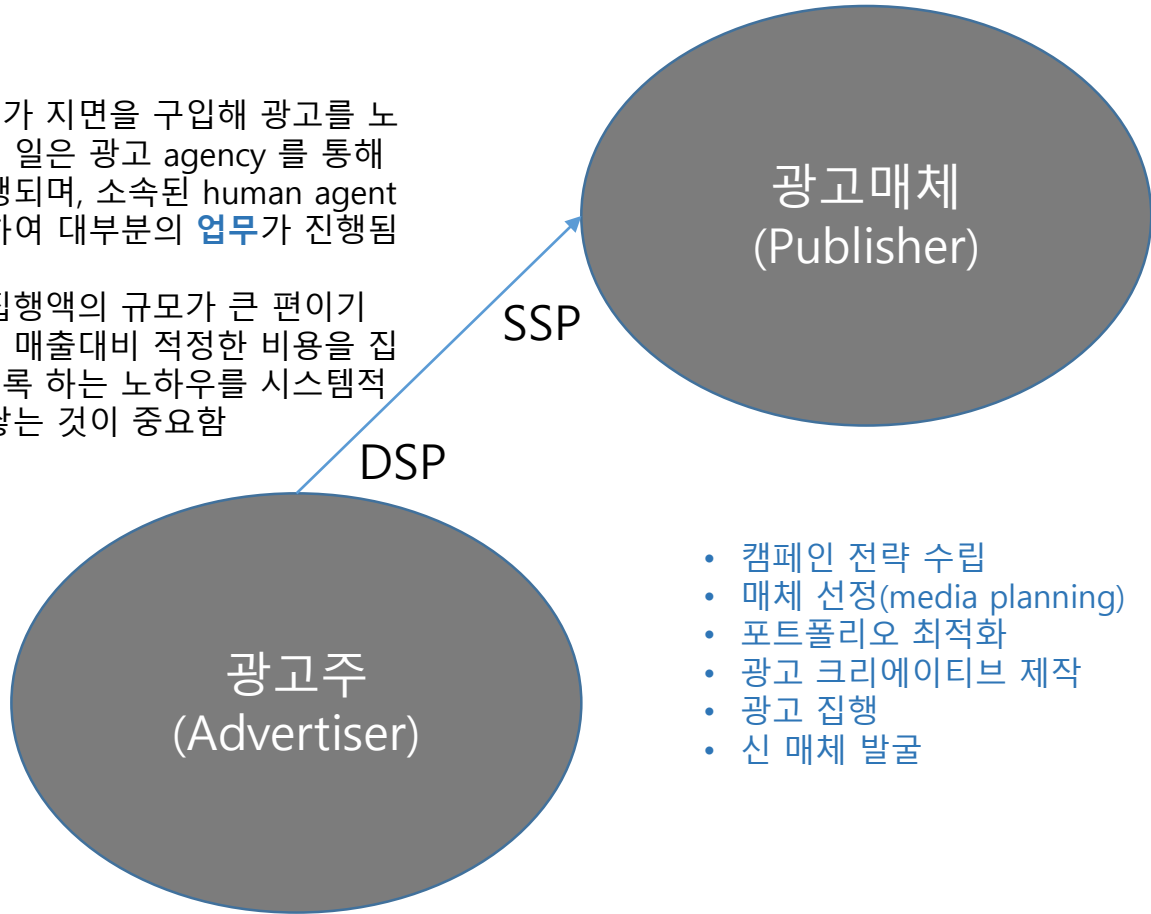 가 지면을 구입해 광고를 노
일은 광고 agency 를 통해
행되며, 소속된 human agent
하여 대부분의 업무가 진행됨
집행액의 규모가 큰 편이기
매출대비 적정한 비용을 집
록 하는 노하우를 시스템적
쌓는 것이 중요함
광고매체
(Publisher)
SSP
DSP
광고주
(Advertiser)
• 캠페인 전략 수립
• 매체 선정(media planning)
• 포트폴리오 최적화
• 광고 크리에이티브 제작
• 광고 집행
• 신 매체 발굴